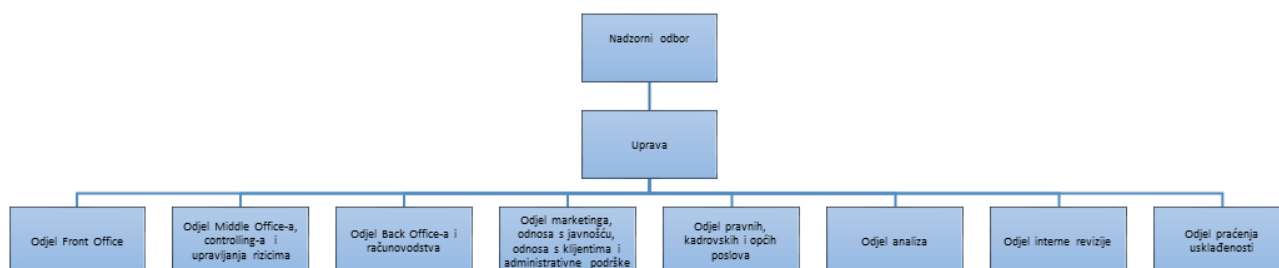 Nadzorni odbor
Uprava
Odjel Front Office
Odjel Middle Office-a,
controlling-a i
upravljanja rizicima
Odjel Back Office-a i
računovodstva
Odjel marketinga,
odnosa s javnošću,
odnosa s klijentima i
administrativne podrške
Odjel pravnih,
kadrovskih i općih
poslova
Odjel analiza
Odjel interne revizije
Odjel praćenja
usklađenosti